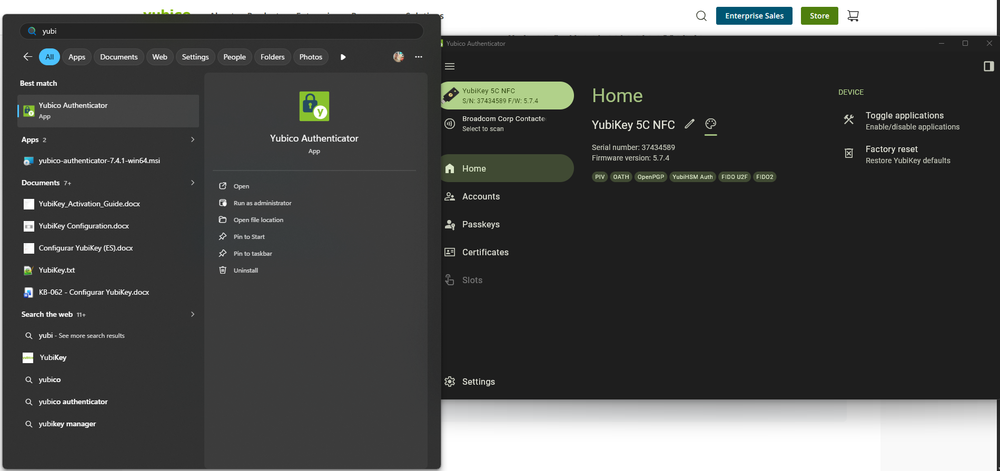 Enterprise Sales
Store
yubi
All
Apps
Documents
Web
Settings
People
Folders
Photos
Best match
Yubico Authenticator
App
Apps 2
yubico-authenticator-7.4.1-win64.msi
Documents 7+
YubiKey_Activation_Guide.docx
YubiKey Configuration.docx
Configurar YubiKey (ES).docx
YubiKey.txt
KB-062 - Configurar YubiKey.docx
Search the web 11+
yubi - See more search results
YubiKey
yubico
yubico authenticator
yubikey manager
Yubico Authenticator
App
Open
Run as administrator
Open file location
Pin to Start
Pin to taskbar
Uninstall
Yubico Authenticator
YubiKey 5C NFC
S/N: 37434589 F/W: 5.7.4
Broadcom Corp Contacte
Select to scan
Home
Accounts
Passkeys
Certificates
Slots
Settings
Home
YubiKey 5C NFC
Serial number: 37434589
Firmware version: 5.7.4
PIV OATH OpenPGP YubiHSM Auth FIDO U2F FIDO2
DEVICE
Toggle applications
Enable/disable applications
Factory reset
Restore YubiKey defaults